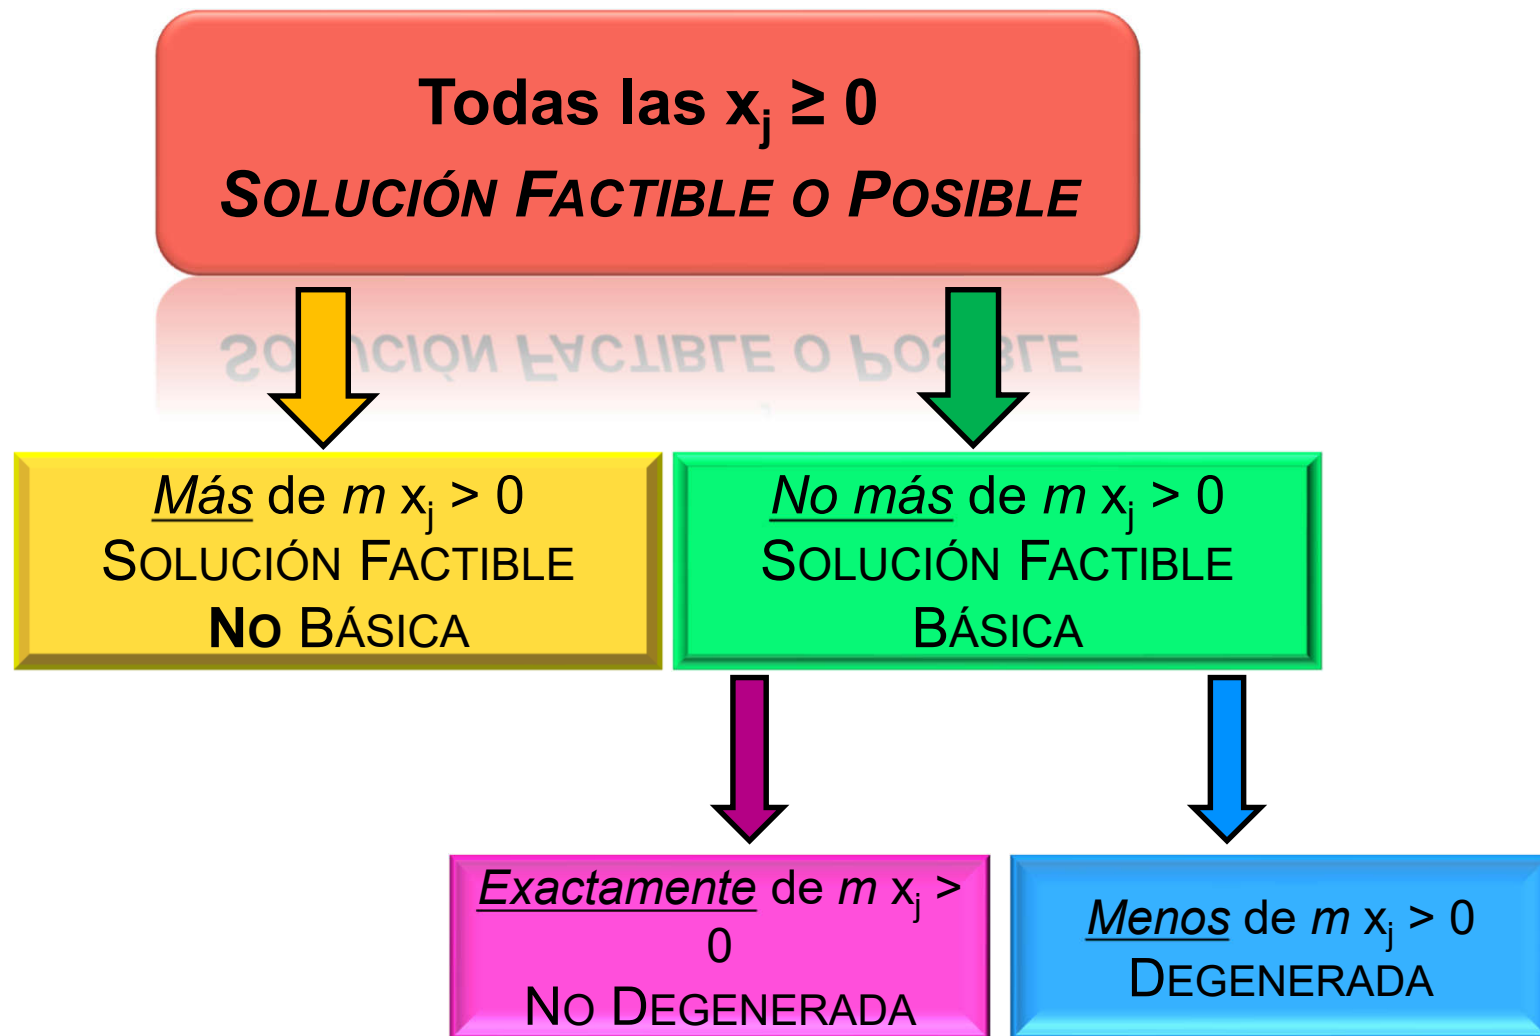 Todas las xj ≥ 0
SOLUCIÓN FACTIBLE O POSIBLE
Más de m xj > 0
SOLUCIÓN FACTIBLE
NO BÁSICA
No más de m xj > 0
SOLUCIÓN FACTIBLE
BÁSICA
Exactamente de m xj >
0
NO DEGENERADA
Menos de m xj > 0
DEGENERADA